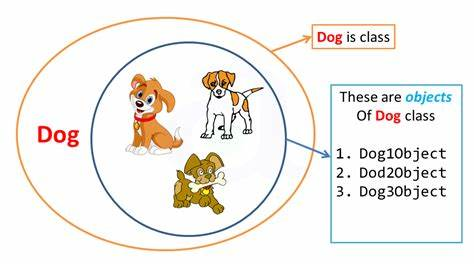 Dog is class
Dog
These are objects
Of Dog class
1. Dog1Object
2. Dod2Object
3. Dog3Object